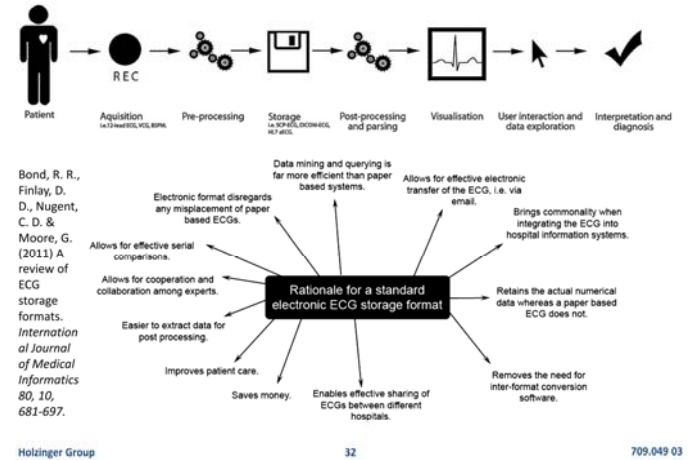 REC
Patient
Aquisition
i.e.12-lead ECG, VCG, BSPM.
Pre-processing
Storage
i.e. SCP-ECG, DICOM-ECG,
HL7 aECG.
Post-processing
and parsing
Visualisation
User interaction and
data exploration
Interpretation and
diagnosis
Bond, R. R.,
Finlay, D.
D., Nugent,
C. D. &
Moore, G.
(2011) A
review of
ECG
storage
formats.
Internation
al Journal
of Medical
Informatics
80, 10,
681-697.
Data mining and querying is
far more efficient than paper
based systems.
Allows for effective electronic
transfer of the ECG, i.e. via
email.
Electronic format disregards
any misplacement of paper
based ECGs.
Brings commonality when
integrating the ECG into
hospital information systems.
Allows for effective serial
comparisons.
Allows for cooperation and
collaboration among experts.
Rationale for a standard
electronic ECG storage format
Retains the actual numerical
data whereas a paper based
ECG does not.
Easier to extract data for
post processing.
Improves patient care.
Saves money.
Enables effective sharing of
ECGs between different
hospitals.
Removes the need for
inter-format conversion
software.
Holzinger Group
32
709.049 03